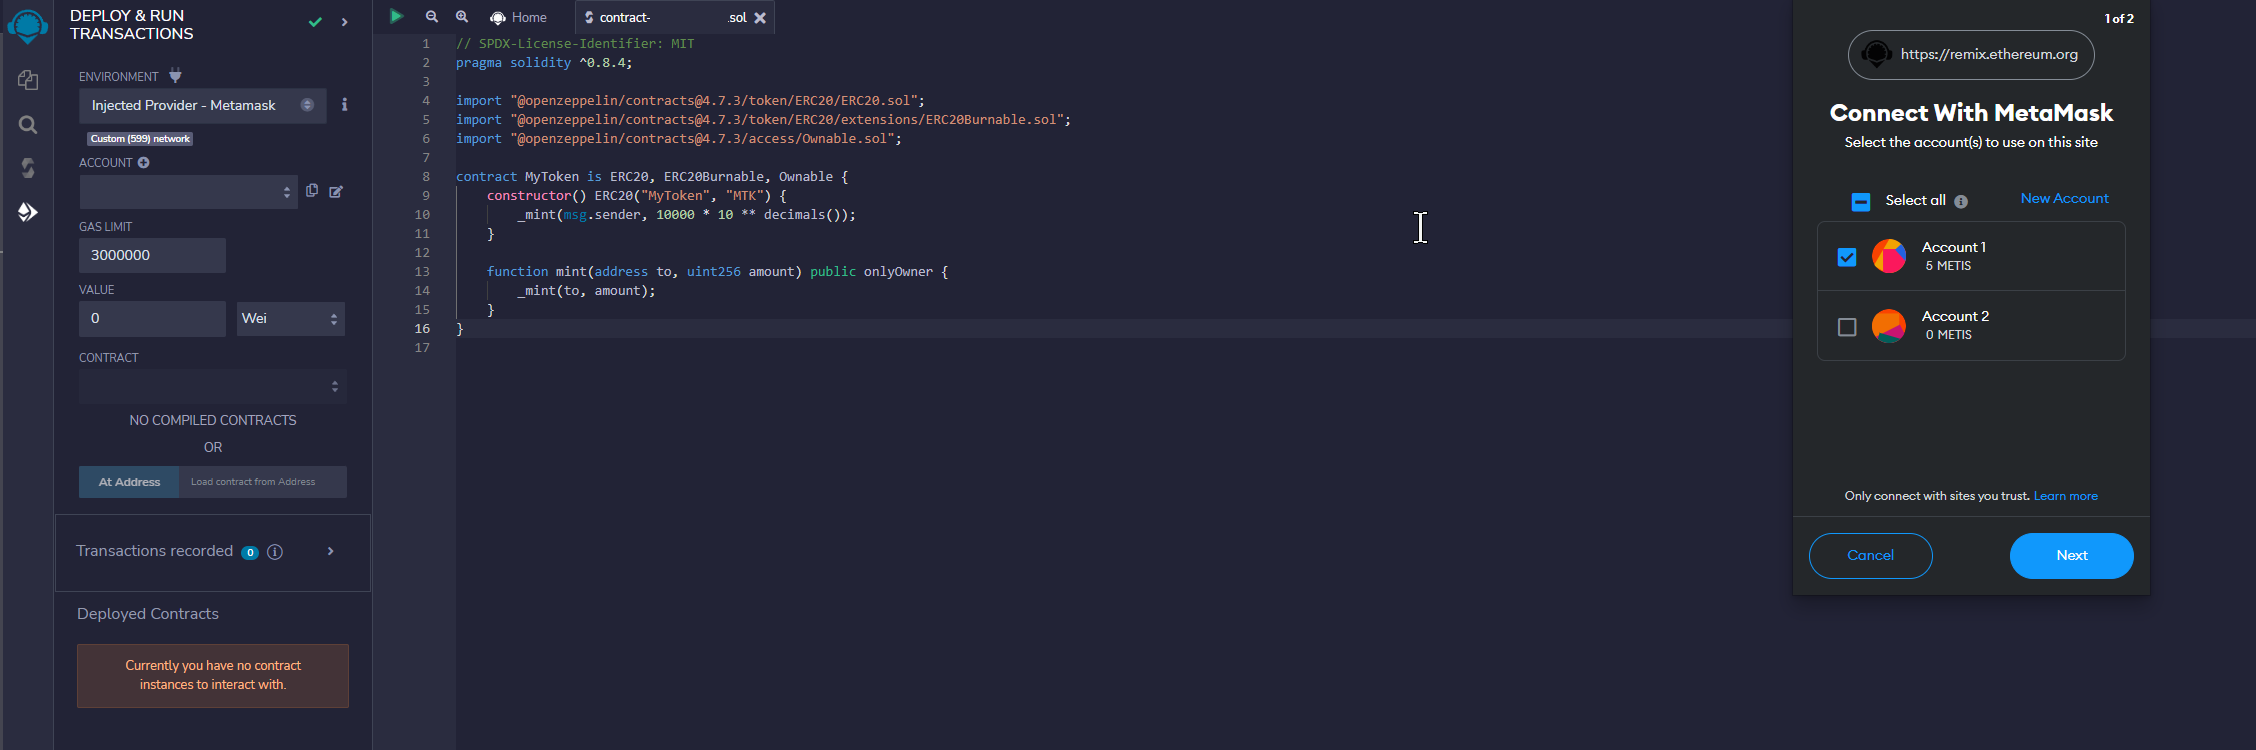 DEPLOY & RUN
TRANSACTIONS
ENVIRONMENT
Injected Provider - Metamask
i
Custom (599) network
ACCOUNT
GAS LIMIT
3000000
VALUE
0
Wei
CONTRACT
NO COMPILED CONTRACTS
OR
At Address
Load contract from Address
Transactions recorded 0 i
Deployed Contracts
Currently you have no contract
instances to interact with.
Home
contract- .sol
1 // SPDX-License-Identifier: MIT
2 pragma solidity ^0.8.4;
3
4 import "@openzeppelin/contracts@4.7.3/token/ERC20/ERC20.sol";
5 import "@openzeppelin/contracts@4.7.3/token/ERC20/extensions/ERC20Burnable.sol";
6 import "@openzeppelin/contracts@4.7.3/access/Ownable.sol";
7
8 contract MyToken is ERC20, ERC20Burnable, Ownable {
9 constructor() ERC20("MyToken", "MTK") {
10 _mint(msg.sender, 10000 * 10 ** decimals());
11 }
12
13 function mint(address to, uint256 amount) public onlyOwner {
14 _mint(to, amount);
15 }
16 }
17
1 of 2
https://remix.ethereum.org
Connect With MetaMask
Select the account(s) to use on this site
Select all i
New Account
Account 1
5 METIS
Account 2
0 METIS
Only connect with sites you trust. Learn more
Cancel
Next